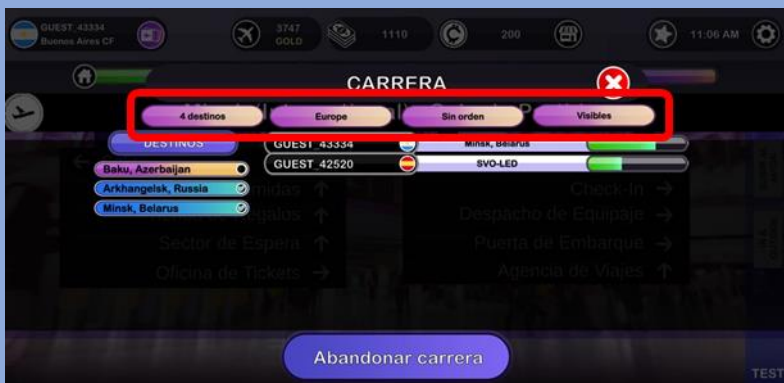 GUEST_43334
Buenos Aires CF
3747
GOLD
1110
200
11:06 AM
CARRERA
4 destinos
Europe
Sin orden
Visibles
DESTINOS
GUEST_43334
Minsk, Belarus
GUEST_42520
SVO-LED
Baku, Azerbaijan
Arkhangelsk, Russia
Minsk, Belarus
Check-In →
Despacho de Equipaje →
Sector de Espera ↑
Puerta de Embarque →
Oficina de Tickets →
Agencia de Viajes ↑
Abandonar carrera
TEST